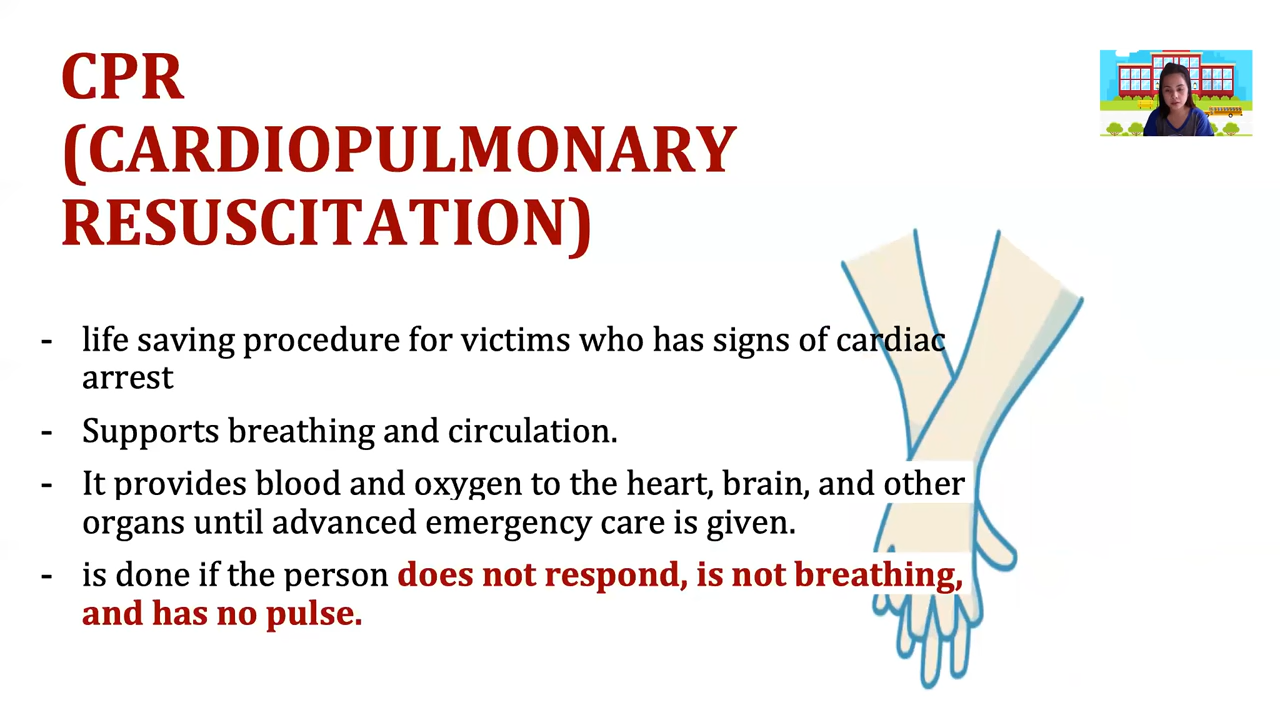 CPR
(CARDIOPULMONARY
RESUSCITATION)
- life saving procedure for victims who has signs of cardiac
arrest
- Supports breathing and circulation.
- It provides blood and oxygen to the heart, brain, and other
organs until advanced emergency care is given.
- is done if the person does not respond, is not breathing,
and has no pulse.